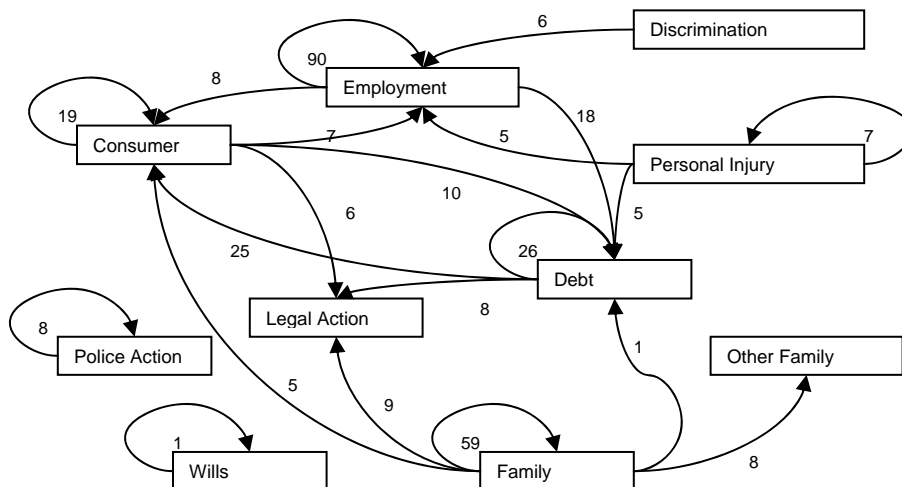 6
Discrimination
90
8
Employment
19
18
7
5
7
Consumer
Personal Injury
10
6
5
25
26
Debt
Legal Action
8
8
Police Action
1
Other Family
5
9
1
59
8
Wills
Family